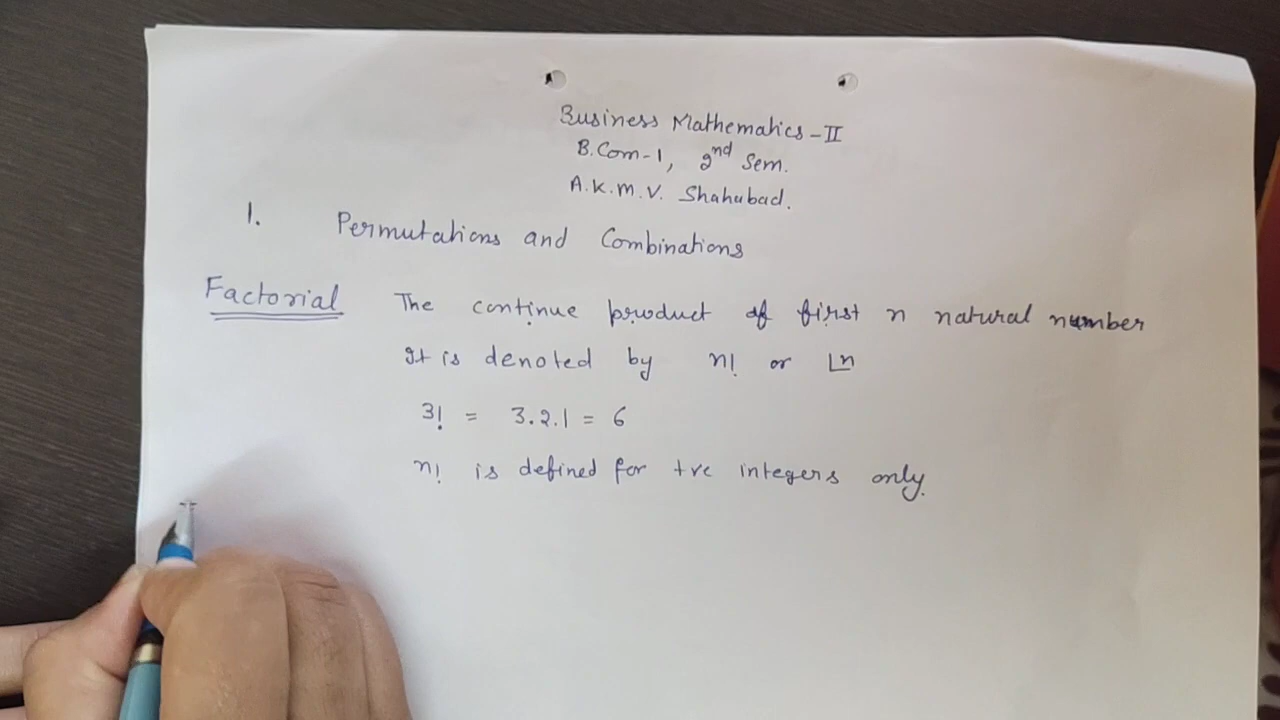 Business Mathematics-II
B.Com-1, 2nd Sem.
A.K.M.V. Shahabad.
1. Permutations and Combinations
Factorial The continue product of first n natural number
It is denoted by n! or ⌊n
3! = 3.2.1 = 6
n! is defined for +ve integers only.